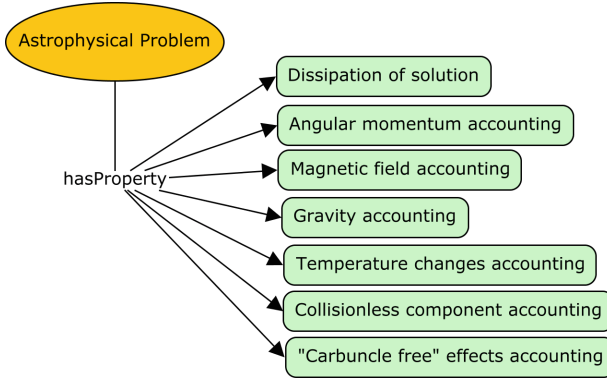 Astrophysical Problem
hasProperty
Dissipation of solution
Angular momentum accounting
Magnetic field accounting
Gravity accounting
Temperature changes accounting
Collisionless component accounting
"Carbuncle free" effects accounting